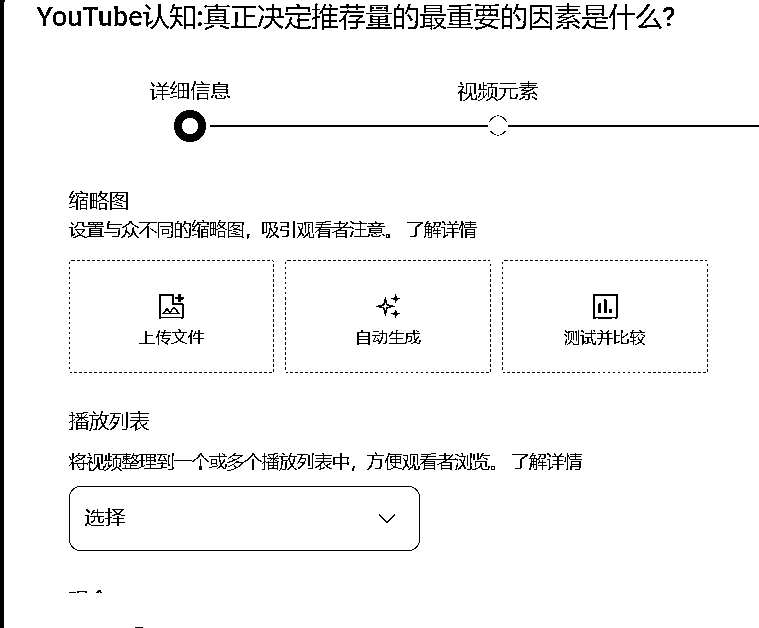 YouTube认知:真正决定推荐量的最重要的因素是什么?
详细信息
视频元素
缩略图
设置与众不同的缩略图，吸引观看者注意。 了解详情
上传文件
自动生成
测试并比较
播放列表
将视频整理到一个或多个播放列表中，方便观看者浏览。 了解详情
选择